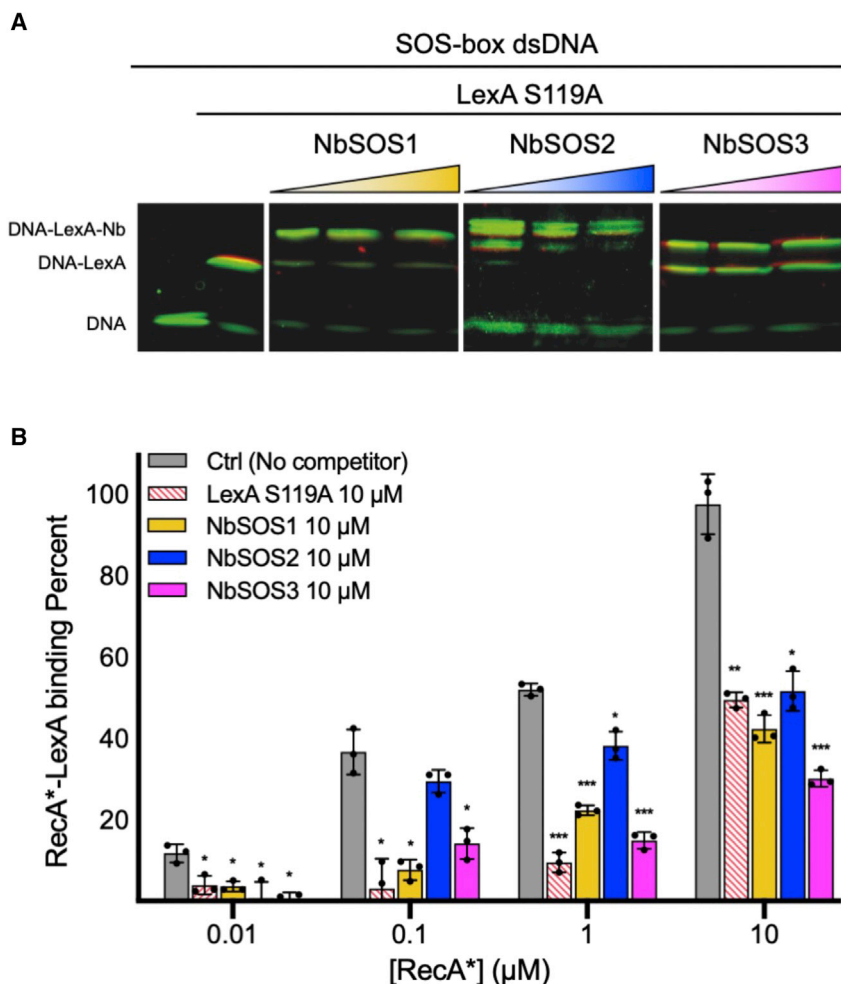 A
SOS-box dsDNA
LexA S119A
NbSOS1 NbSOS2 NbSOS3
DNA-LexA-Nb
DNA-LexA
DNA
B
Ctrl (No competitor)
LexA S119A 10 µM
NbSOS1 10 µM
NbSOS2 10 µM
NbSOS3 10 µM
RecA*-LexA binding Percent
100
80
60
40
20
* * * *
* * *
*** *** * ***
** *** * ***
0.01 0.1 1 10
[RecA*] (µM)